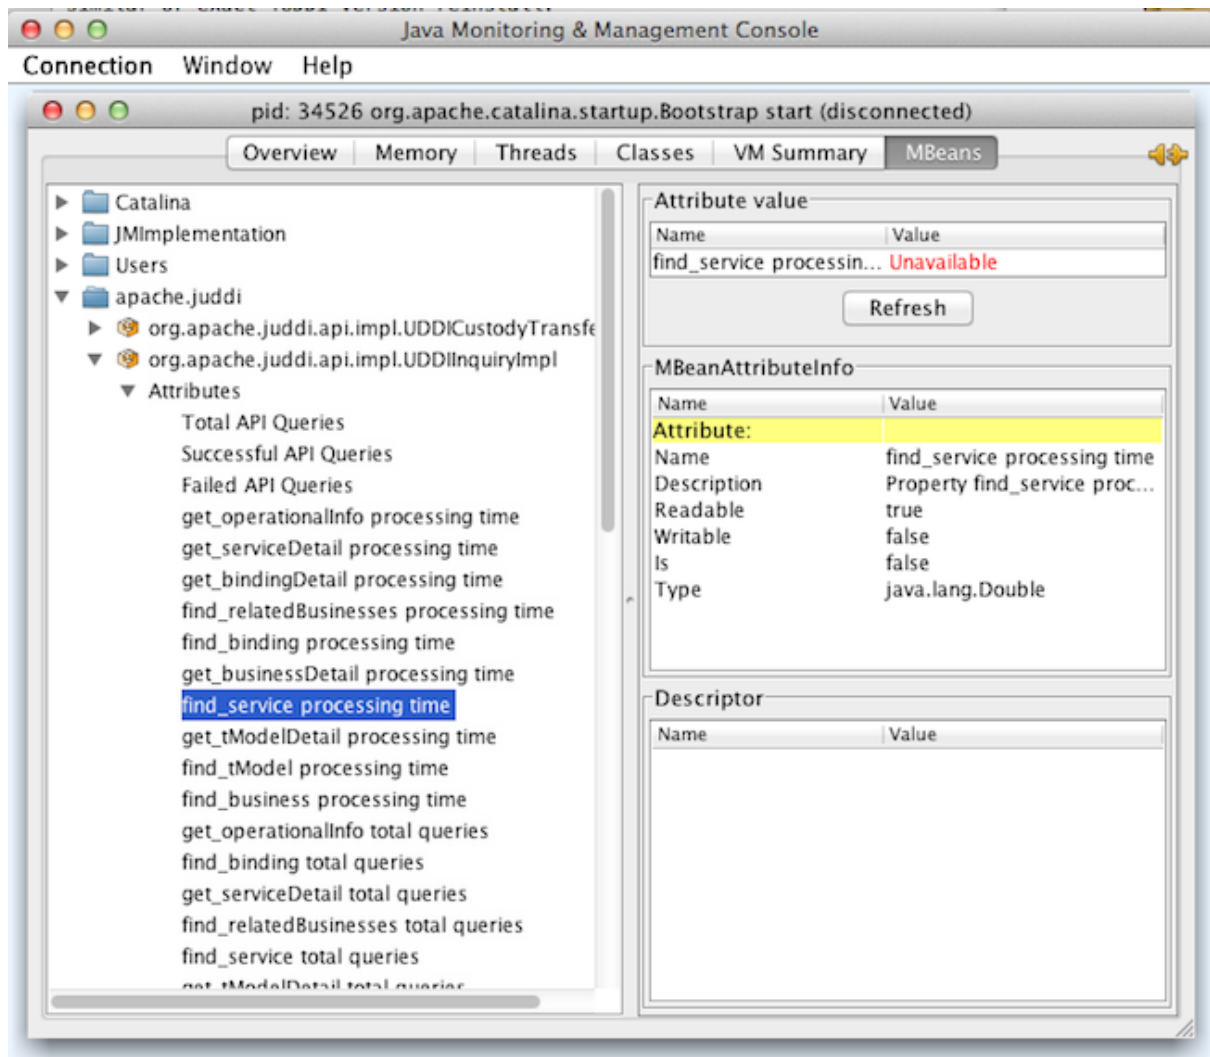 Java Monitoring & Management Console
Connection Window Help
pid: 34526 org.apache.catalina.startup.Bootstrap start (disconnected)
Overview Memory Threads Classes VM Summary MBeans
Catalina
JMImplementation
Users
apache.juddi
org.apache.juddi.api.impl.UDDICustodyTransfe
org.apache.juddi.api.impl.UDDIInquiryImpl
Attributes
Total API Queries
Successful API Queries
Failed API Queries
get_operationalInfo processing time
get_serviceDetail processing time
get_bindingDetail processing time
find_relatedBusinesses processing time
find_binding processing time
get_businessDetail processing time
find_service processing time
get_tModelDetail processing time
find_tModel processing time
find_business processing time
get_operationalInfo total queries
find_binding total queries
get_serviceDetail total queries
find_relatedBusinesses total queries
find_service total queries
get_tModelDetail total queries
Attribute value
Name Value
find_service processin... Unavailable
Refresh
MBeanAttributeInfo
Name Value
Attribute:
Name find_service processing time
Description Property find_service proc...
Readable true
Writable false
Is false
Type java.lang.Double
Descriptor
Name Value